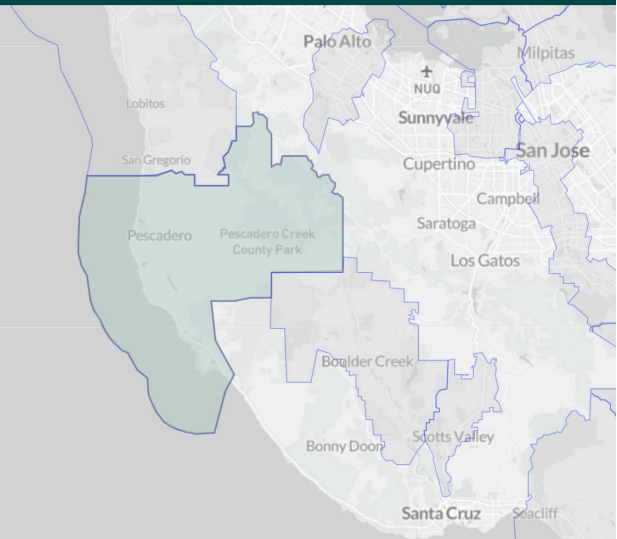 Palo Alto
Milpitas
NUQ
Lobitos
Sunnyvale
San Jose
San Gregorio
Cupertino
Campbell
Pescadero
Pescadero Creek
County Park
Saratoga
Los Gatos
Boulder Creek
Bonny Doon
Scotts Valley
Santa Cruz
Seacliff